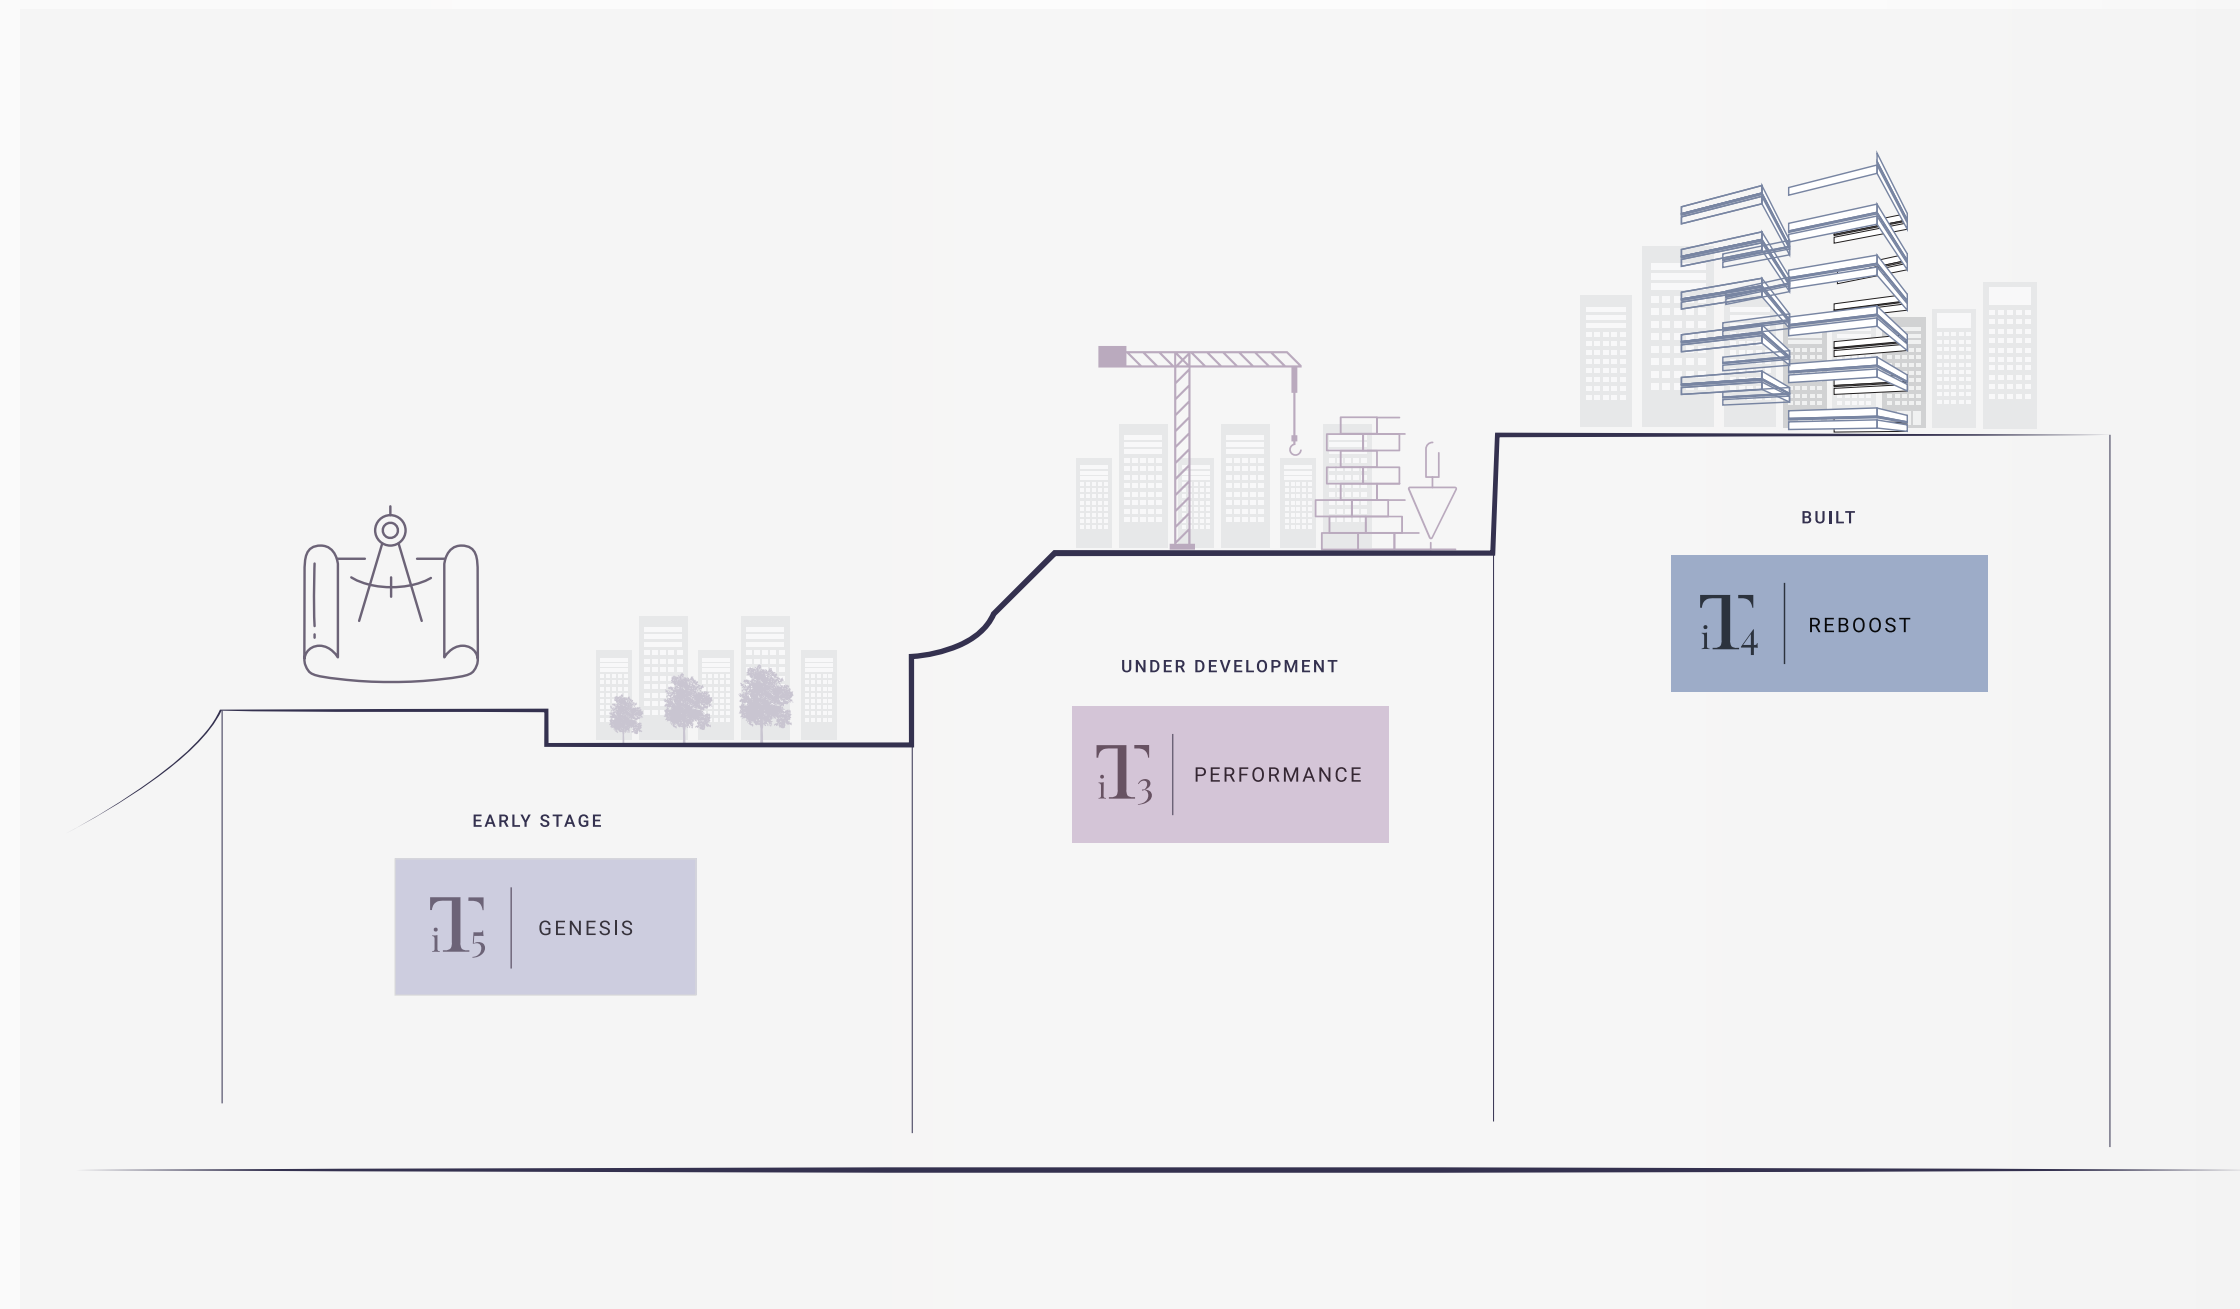 BUILT
iT4 | REBOOST
UNDER DEVELOPMENT
iT3 | PERFORMANCE
EARLY STAGE
iT5 | GENESIS